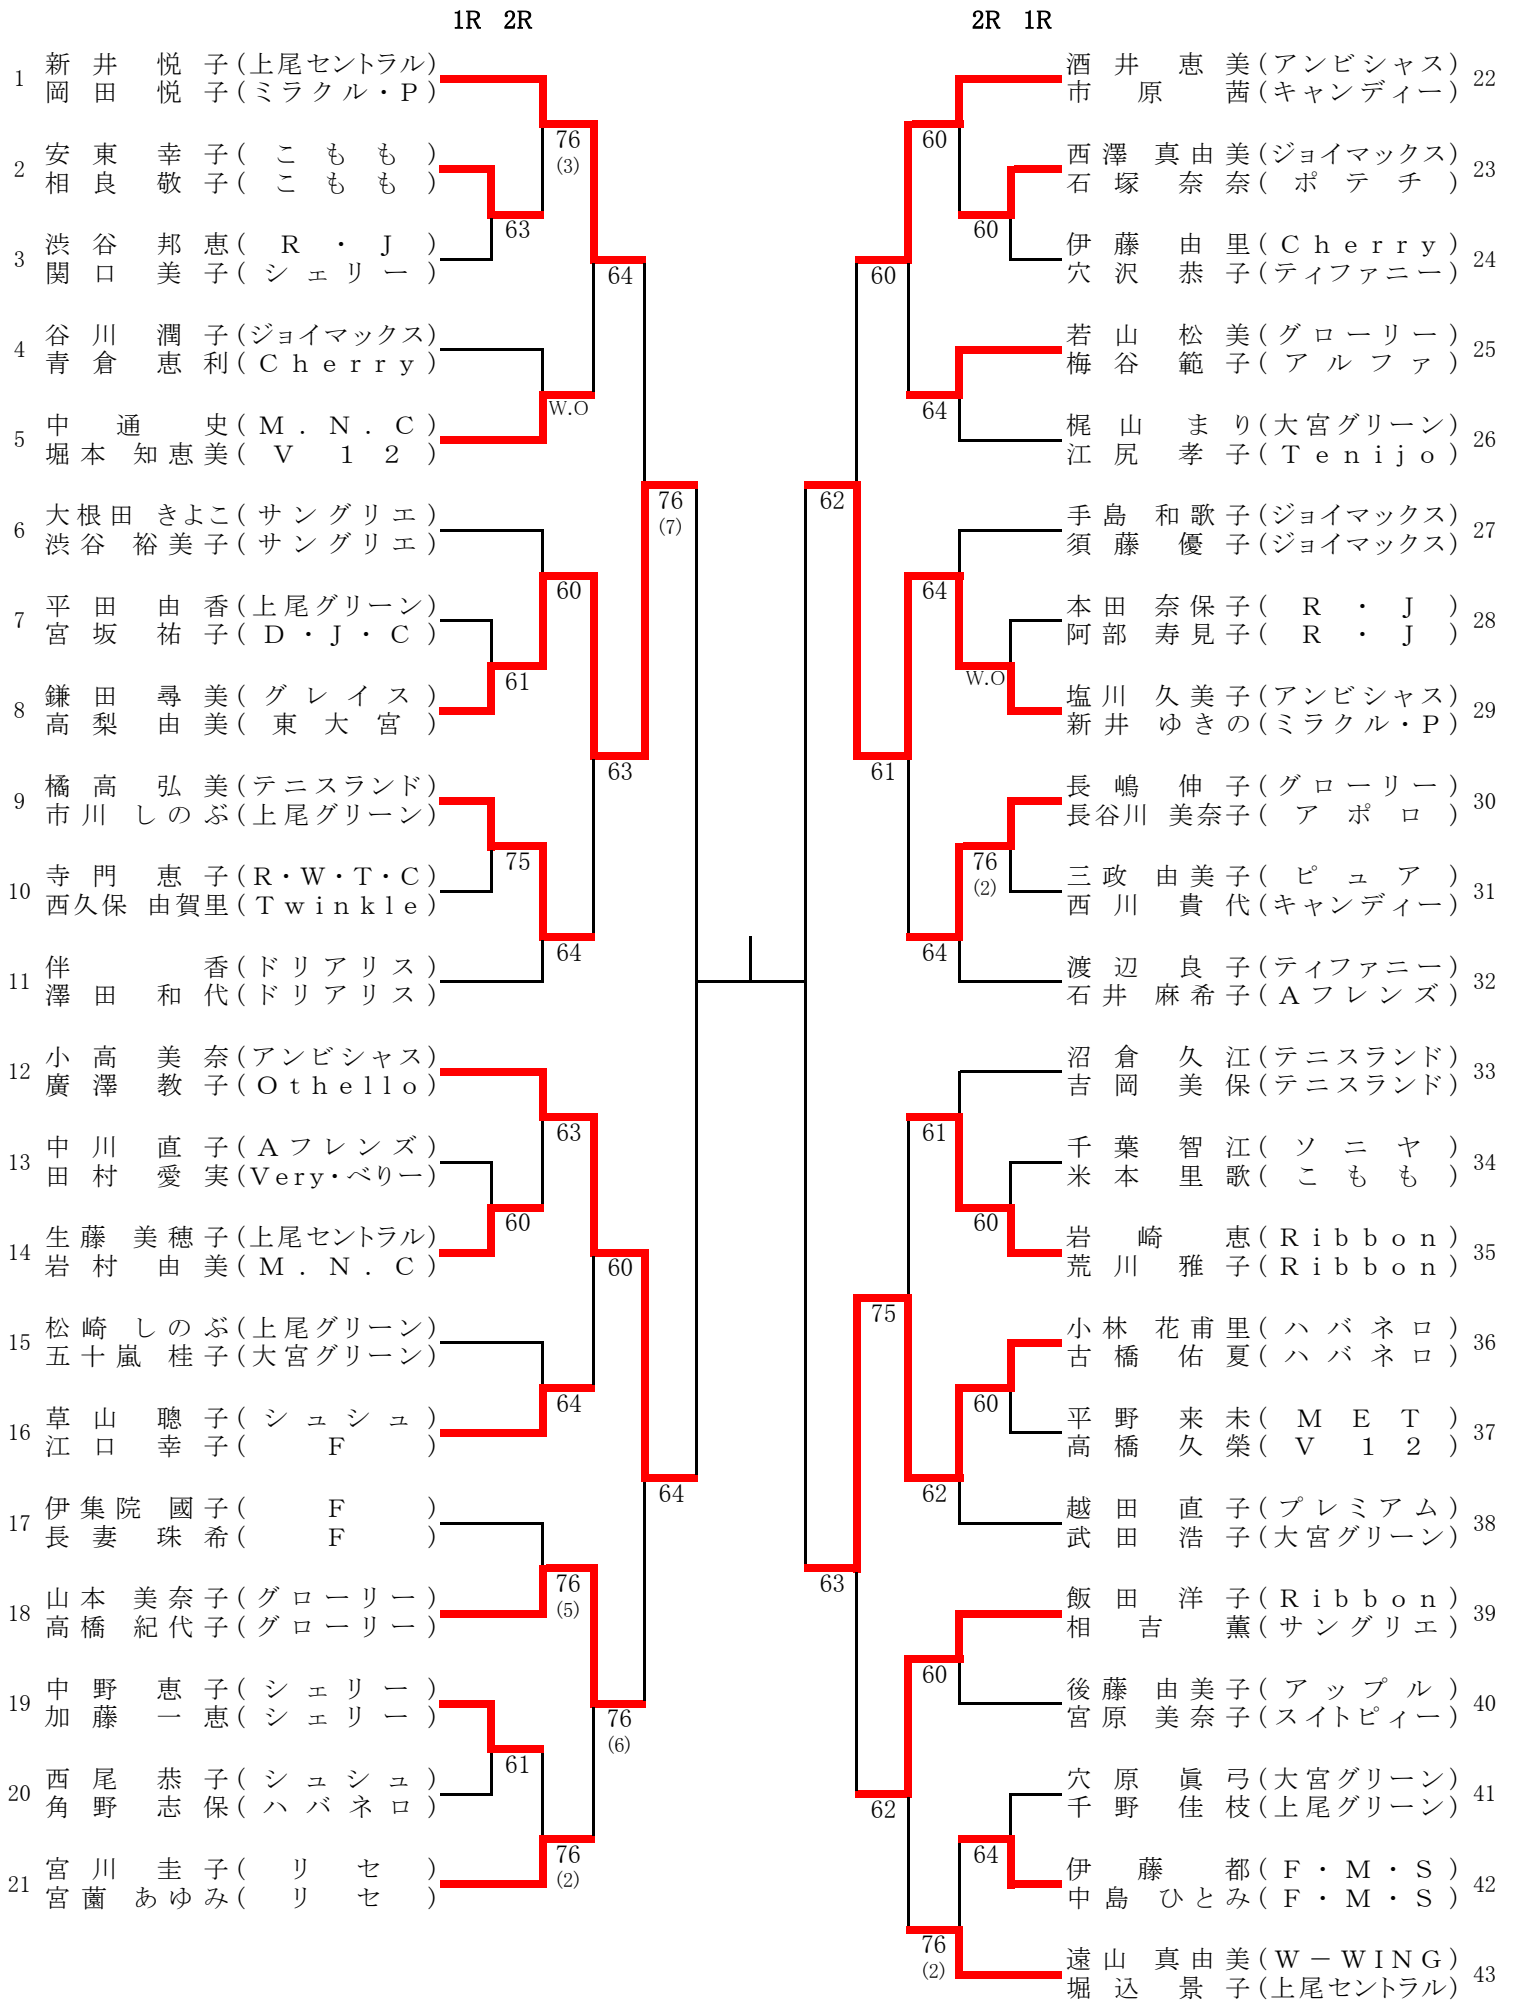 1R 2R
1 新井 悦子(上尾セントラル)
岡田 悦子(ミラクル・P)
2 安東 幸子(こもも)
相良 敬子(こもも)
3 渋谷 邦恵(R・J)
関口 美子(シェリー)
4 谷川 潤子(ジョイマックス)
青倉 恵利(Cherry)
5 中 通 史(M.N.C)
堀本 知恵美(V12)
6 大根田 きよこ(サングリエ)
渋谷 裕美子(サングリエ)
7 平田 由香(上尾グリーン)
宮坂 祐子(D・J・C)
8 鎌田 尋美(グレイス)
高梨 由美(東大宮)
9 橘高 弘美(テニスランド)
市川 しのぶ(上尾グリーン)
10 寺門 恵子(R・W・T・C)
西久保 由賀里(Twinkle)
11 伴 香(ドリアリス)
澤田 和代(ドリアリス)
12 小高 美奈(アンビシャス)
廣澤 教子(Othello)
13 中川 直子(Aフレンズ)
田村 愛実(Very・べりー)
14 生藤 美穂子(上尾セントラル)
岩村 由美(M.N.C)
15 松崎 しのぶ(上尾グリーン)
五十嵐 桂子(大宮グリーン)
16 草山 聰子(シュシュ)
江口 幸子(F)
17 伊集院 國子(F)
長妻 珠希(F)
18 山本 美奈子(グローリー)
高橋 紀代子(グローリー)
19 中野 恵子(シェリー)
加藤 一恵(シェリー)
20 西尾 恭子(シュシュ)
角野 志保(ハバネロ)
21 宮川 圭子(リセ)
宮薗 あゆみ(リセ)
63
61
75
60
61
76
(3)
W.O
60
64
63
64
76
(5)
76
(2)
64
63
60
76
(6)
76
(7)
64
2R 1R
酒井 恵美(アンビシャス) 22
市原 茜(キャンディー)
西澤 真由美(ジョイマックス) 23
石塚 奈奈(ポテチ)
伊藤 由里(Cherry) 24
穴沢 恭子(ティファニー)
若山 松美(グローリー) 25
梅谷 範子(アルファ)
梶山 まり(大宮グリーン) 26
江尻 孝子(Tenijo)
手島 和歌子(ジョイマックス) 27
須藤 優子(ジョイマックス)
本田 奈保子(R・J) 28
阿部 寿見子(R・J)
塩川 久美子(アンビシャス) 29
新井 ゆきの(ミラクル・P)
長嶋 伸子(グローリー) 30
長谷川 美奈子(アポロ)
三政 由美子(ピュア) 31
西川 貴代(キャンディー)
渡辺 良子(ティファニー) 32
石井 麻希子(Aフレンズ)
沼倉 久江(テニスランド) 33
吉岡 美保(テニスランド)
千葉 智江(ソニヤ) 34
米本 里歌(こもも)
岩崎 恵(Ribbon) 35
荒川 雅子(Ribbon)
小林 花甫里(ハバネロ) 36
古橋 佑夏(ハバネロ)
平野 来未(MET) 37
高橋 久榮(V12)
越田 直子(プレミアム) 38
武田 浩子(大宮グリーン)
飯田 洋子(Ribbon) 39
相吉 薫(サングリエ)
後藤 由美子(アップル) 40
宮原 美奈子(スイトピィー)
穴原 眞弓(大宮グリーン) 41
千野 佳枝(上尾グリーン)
伊藤 都(F・M・S) 42
中島 ひとみ(F・M・S)
遠山 真由美(W－WING) 43
堀込 景子(上尾セントラル)
60
W.O
76
(2)
60
60
64
60
64
64
64
61
62
60
76
(2)
60
61
75
62
62
63